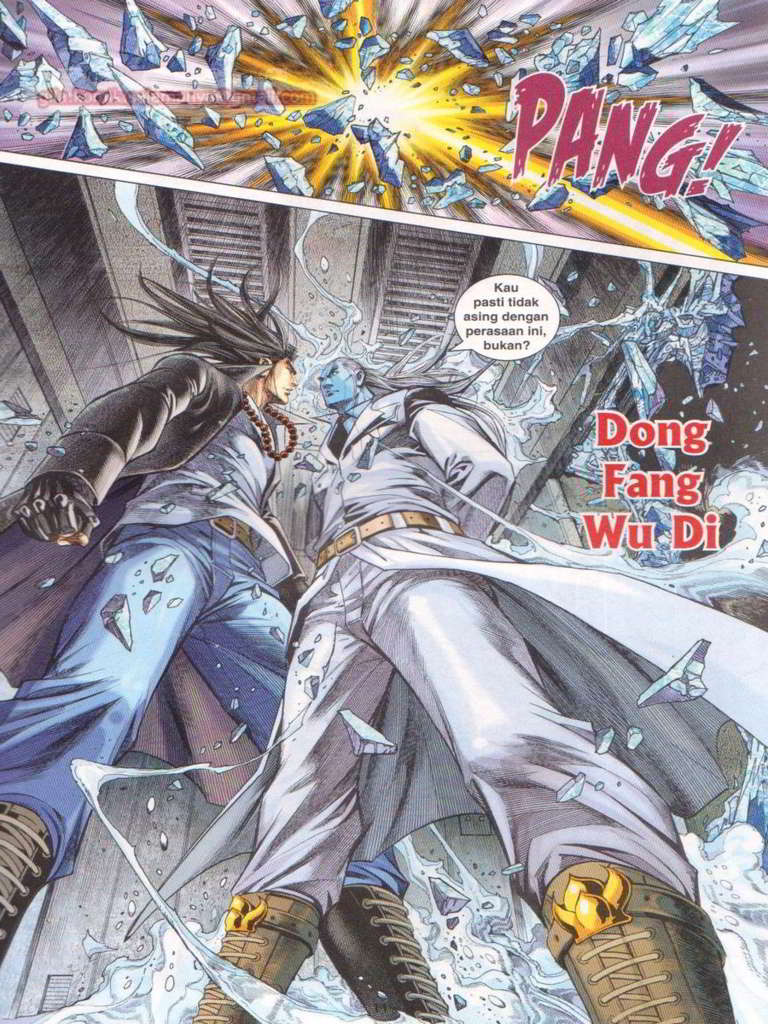 PANG!
Kau
pasti tidak
asing dengan
perasaan ini,
bukan?
Dong
Fang
Wu Di